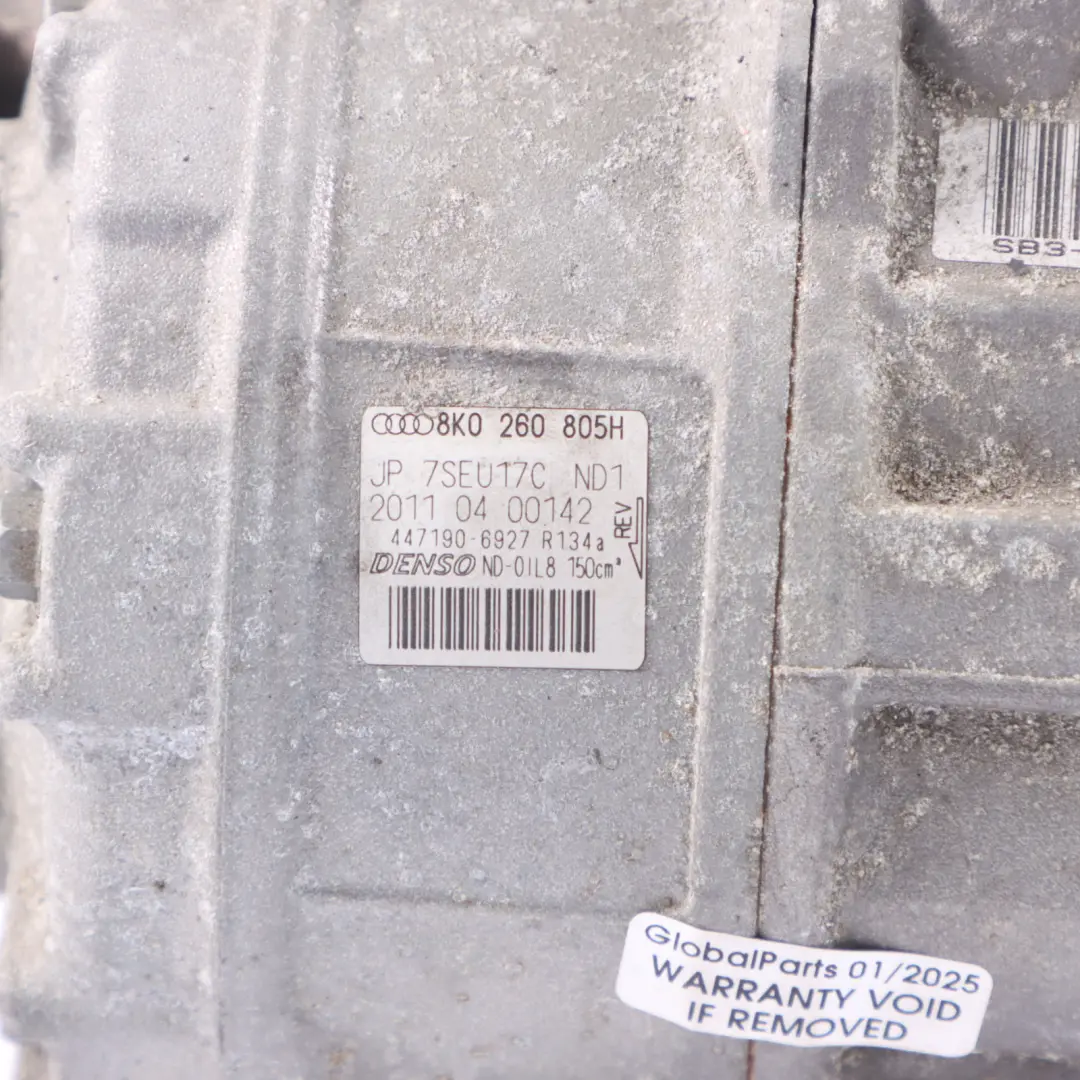 SB3-
8K0 260 805H
JP 7SEU17C ND1
2011 04 00142
REV
447190-6927 R134a
DENSO ND-OIL8 150cm³
GlobalParts 01/2025
WARRANTY VOID
IF REMOVED